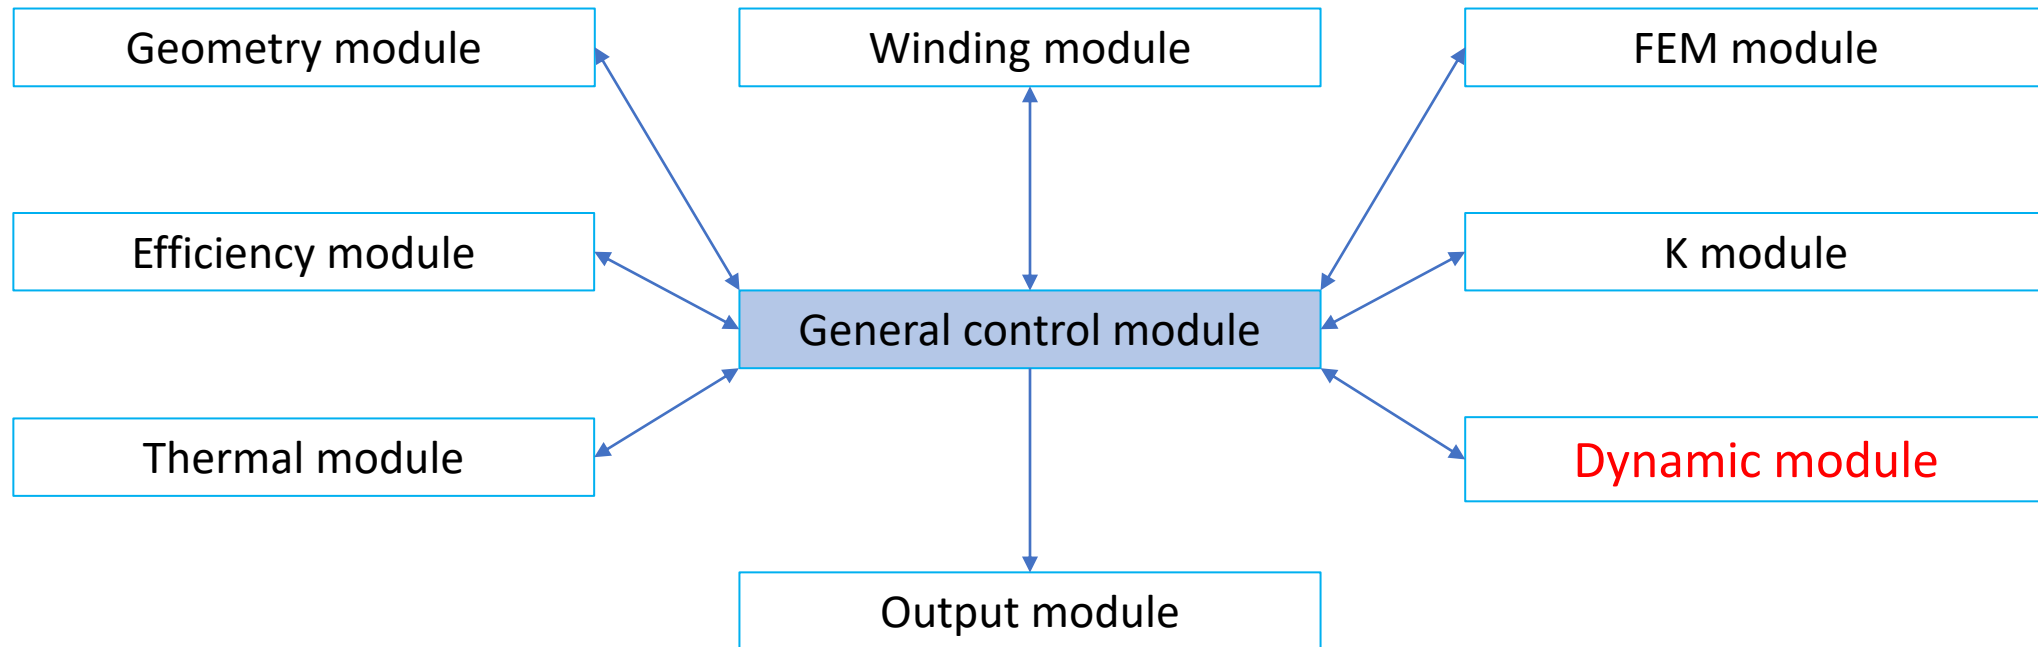 Geometry module
Winding module
FEM module
Efficiency module
K module
General control module
Thermal module
Dynamic module
Output module